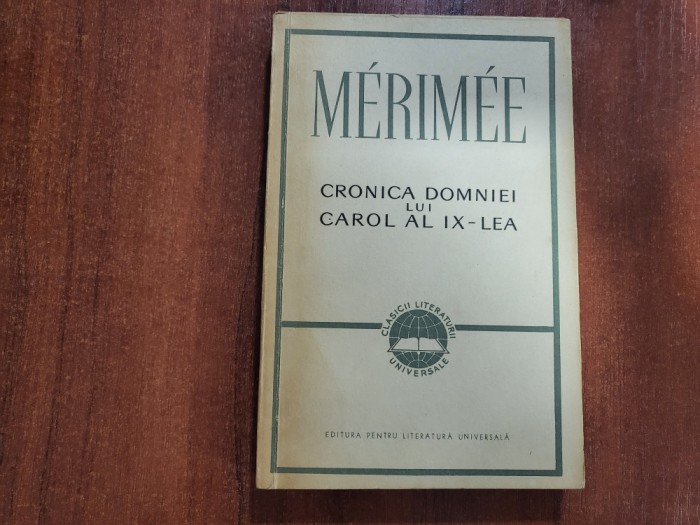 MÉRIMÉE
CRONICA DOMNIEI
LUI
CAROL AL IX-LEA
CLASICII LITERATURII
UNIVERSALE
EDITURA PENTRU LITERATURĂ UNIVERSALĂ